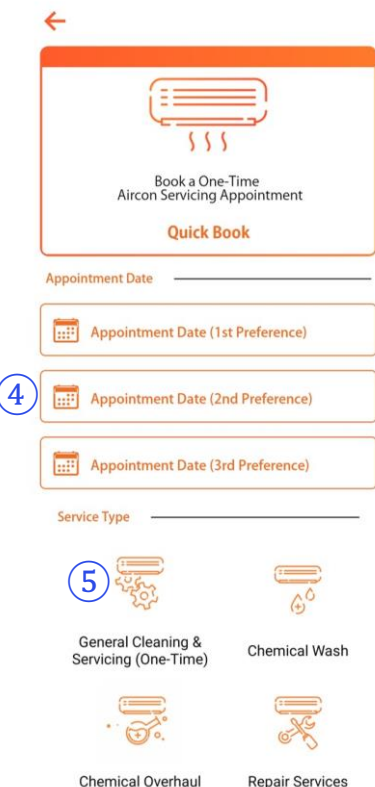 Book a One-Time
Aircon Servicing Appointment
Quick Book
Appointment Date
Appointment Date (1st Preference)
④
Appointment Date (2nd Preference)
Appointment Date (3rd Preference)
Service Type
⑤
General Cleaning &
Servicing (One-Time)
Chemical Wash
Chemical Overhaul
Repair Services